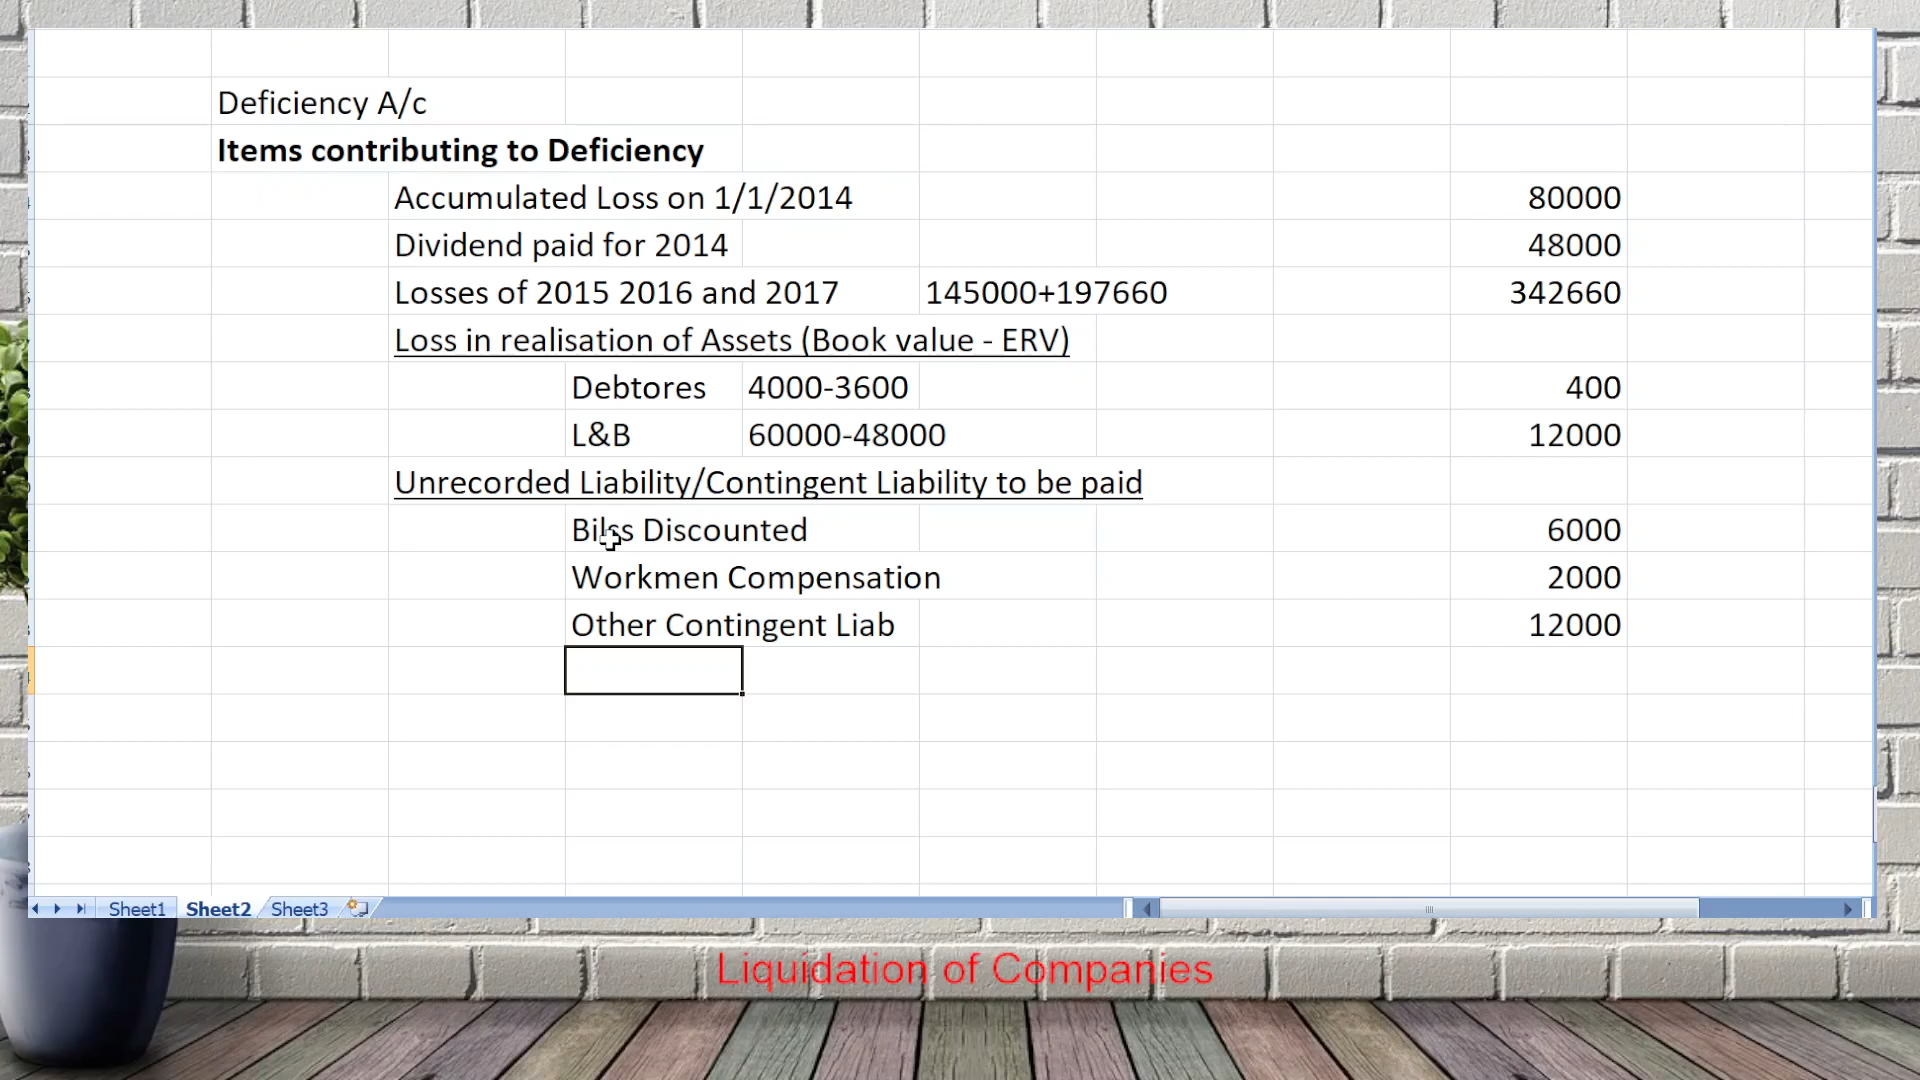 Deficiency A/c
Items contributing to Deficiency
Accumulated Loss on 1/1/2014 80000
Dividend paid for 2014 48000
Losses of 2015 2016 and 2017 145000+197660 342660
Loss in realisation of Assets (Book value - ERV)
Debtores 4000-3600 400
L&B 60000-48000 12000
Unrecorded Liability/Contingent Liability to be paid
Bilss Discounted 6000
Workmen Compensation 2000
Other Contingent Liab 12000
Sheet1 Sheet2 Sheet3
Liquidation of Companies